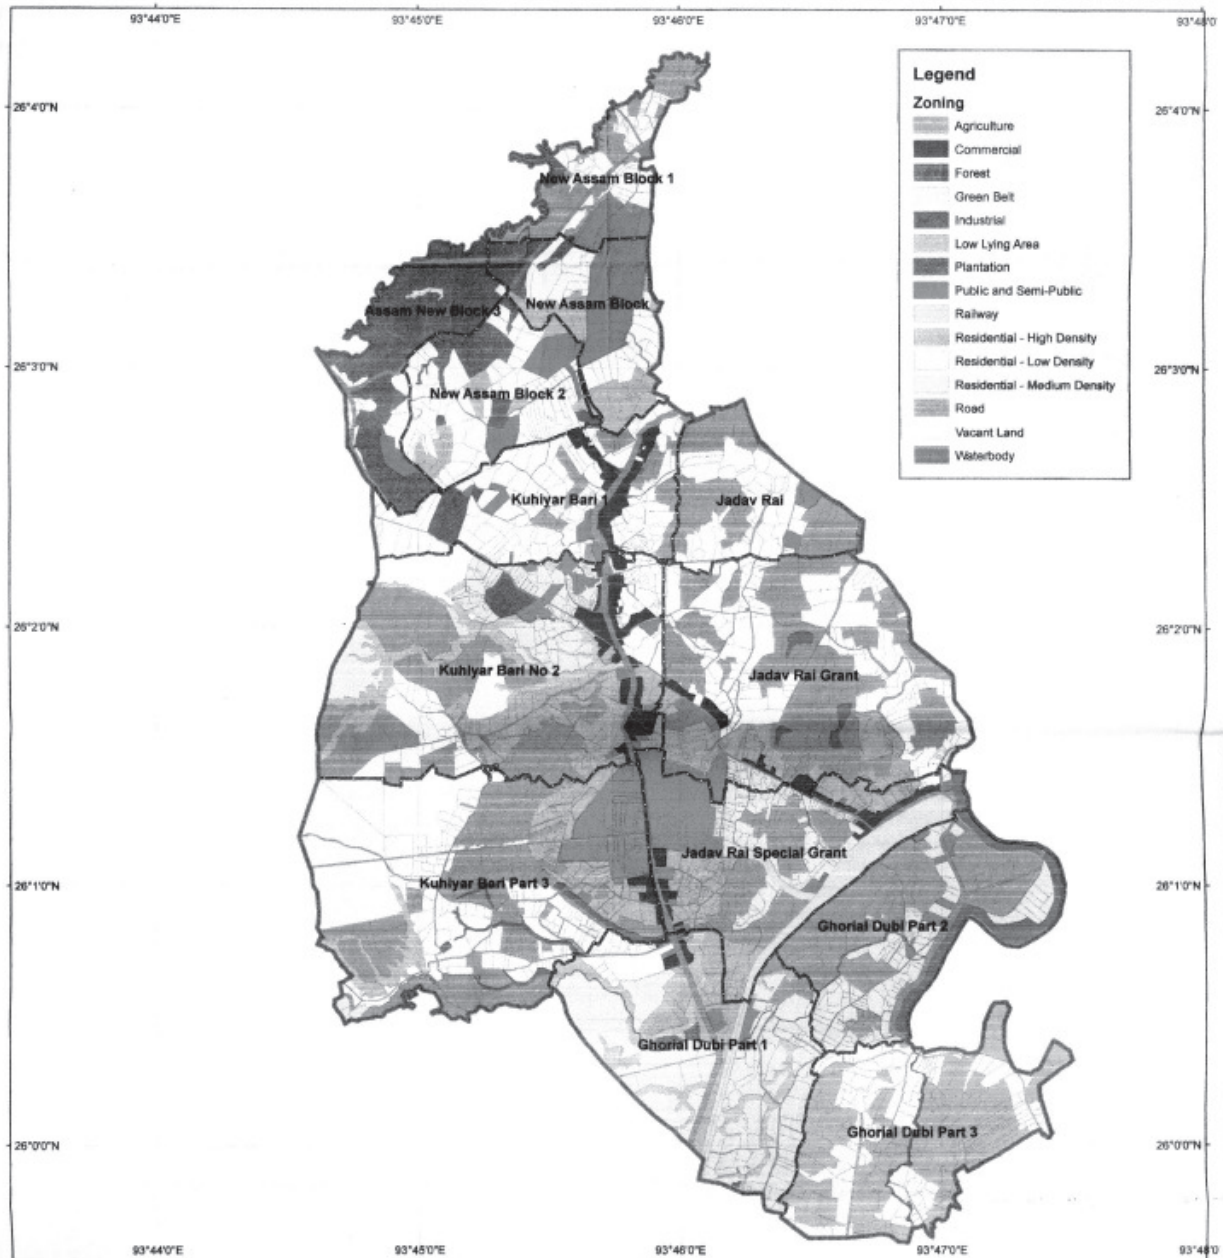 93°44'0"E 93°45'0"E 93°46'0"E 93°47'0"E 93°48'0"
26°4'0"N 26°4'0"N
Legend
Zoning
Agriculture
Commercial
Forest
Green Belt
Industrial
Low Lying Area
Plantation
Public and Semi-Public
Railway
Residential - High Density
Residential - Low Density
Residential - Medium Density
Road
Vacant Land
Waterbody
New Assam Block 1
Assam New Block 3
New Assam Block
26°3'0"N 26°3'0"N
New Assam Block 2
Kuhiyar Bari 1
Jadav Rai
26°2'0"N 26°2'0"N
Kuhiyar Bari No 2
Jadav Rai Grant
Jadav Rai Special Grant
26°1'0"N 26°1'0"N
Kuhiyar Bari Part 3
Ghorial Dubi Part 2
Ghorial Dubi Part 1
26°0'0"N 26°0'0"N
Ghorial Dubi Part 3
93°44'0"E 93°45'0"E 93°46'0"E 93°47'0"E 93°48'0